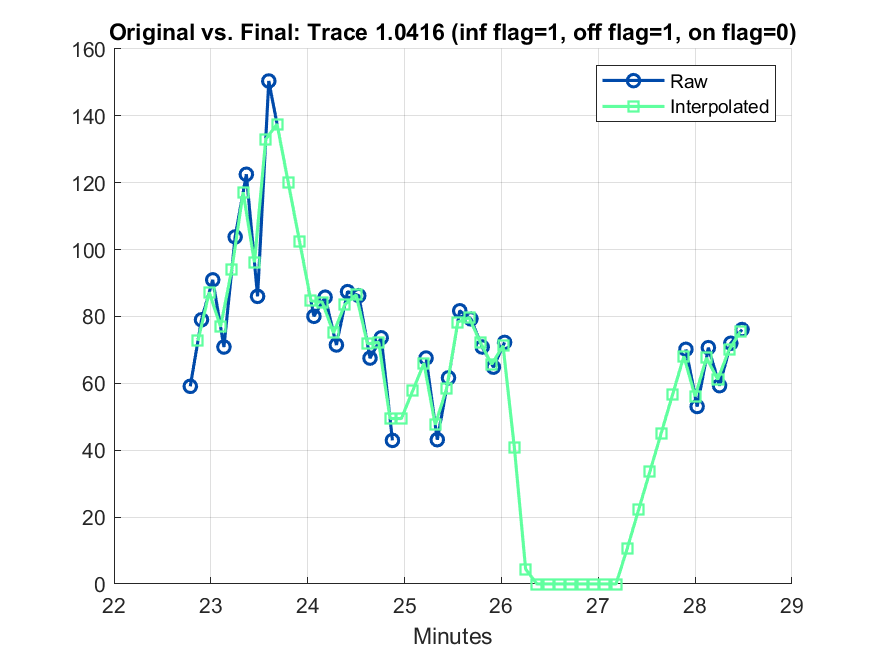 Original vs. Final: Trace 1.0416 (inf flag=1, off flag=1, on flag=0)
160
140
120
100
80
60
40
20
0
Raw
Interpolated
22 23 24 25 26 27 28 29
Minutes